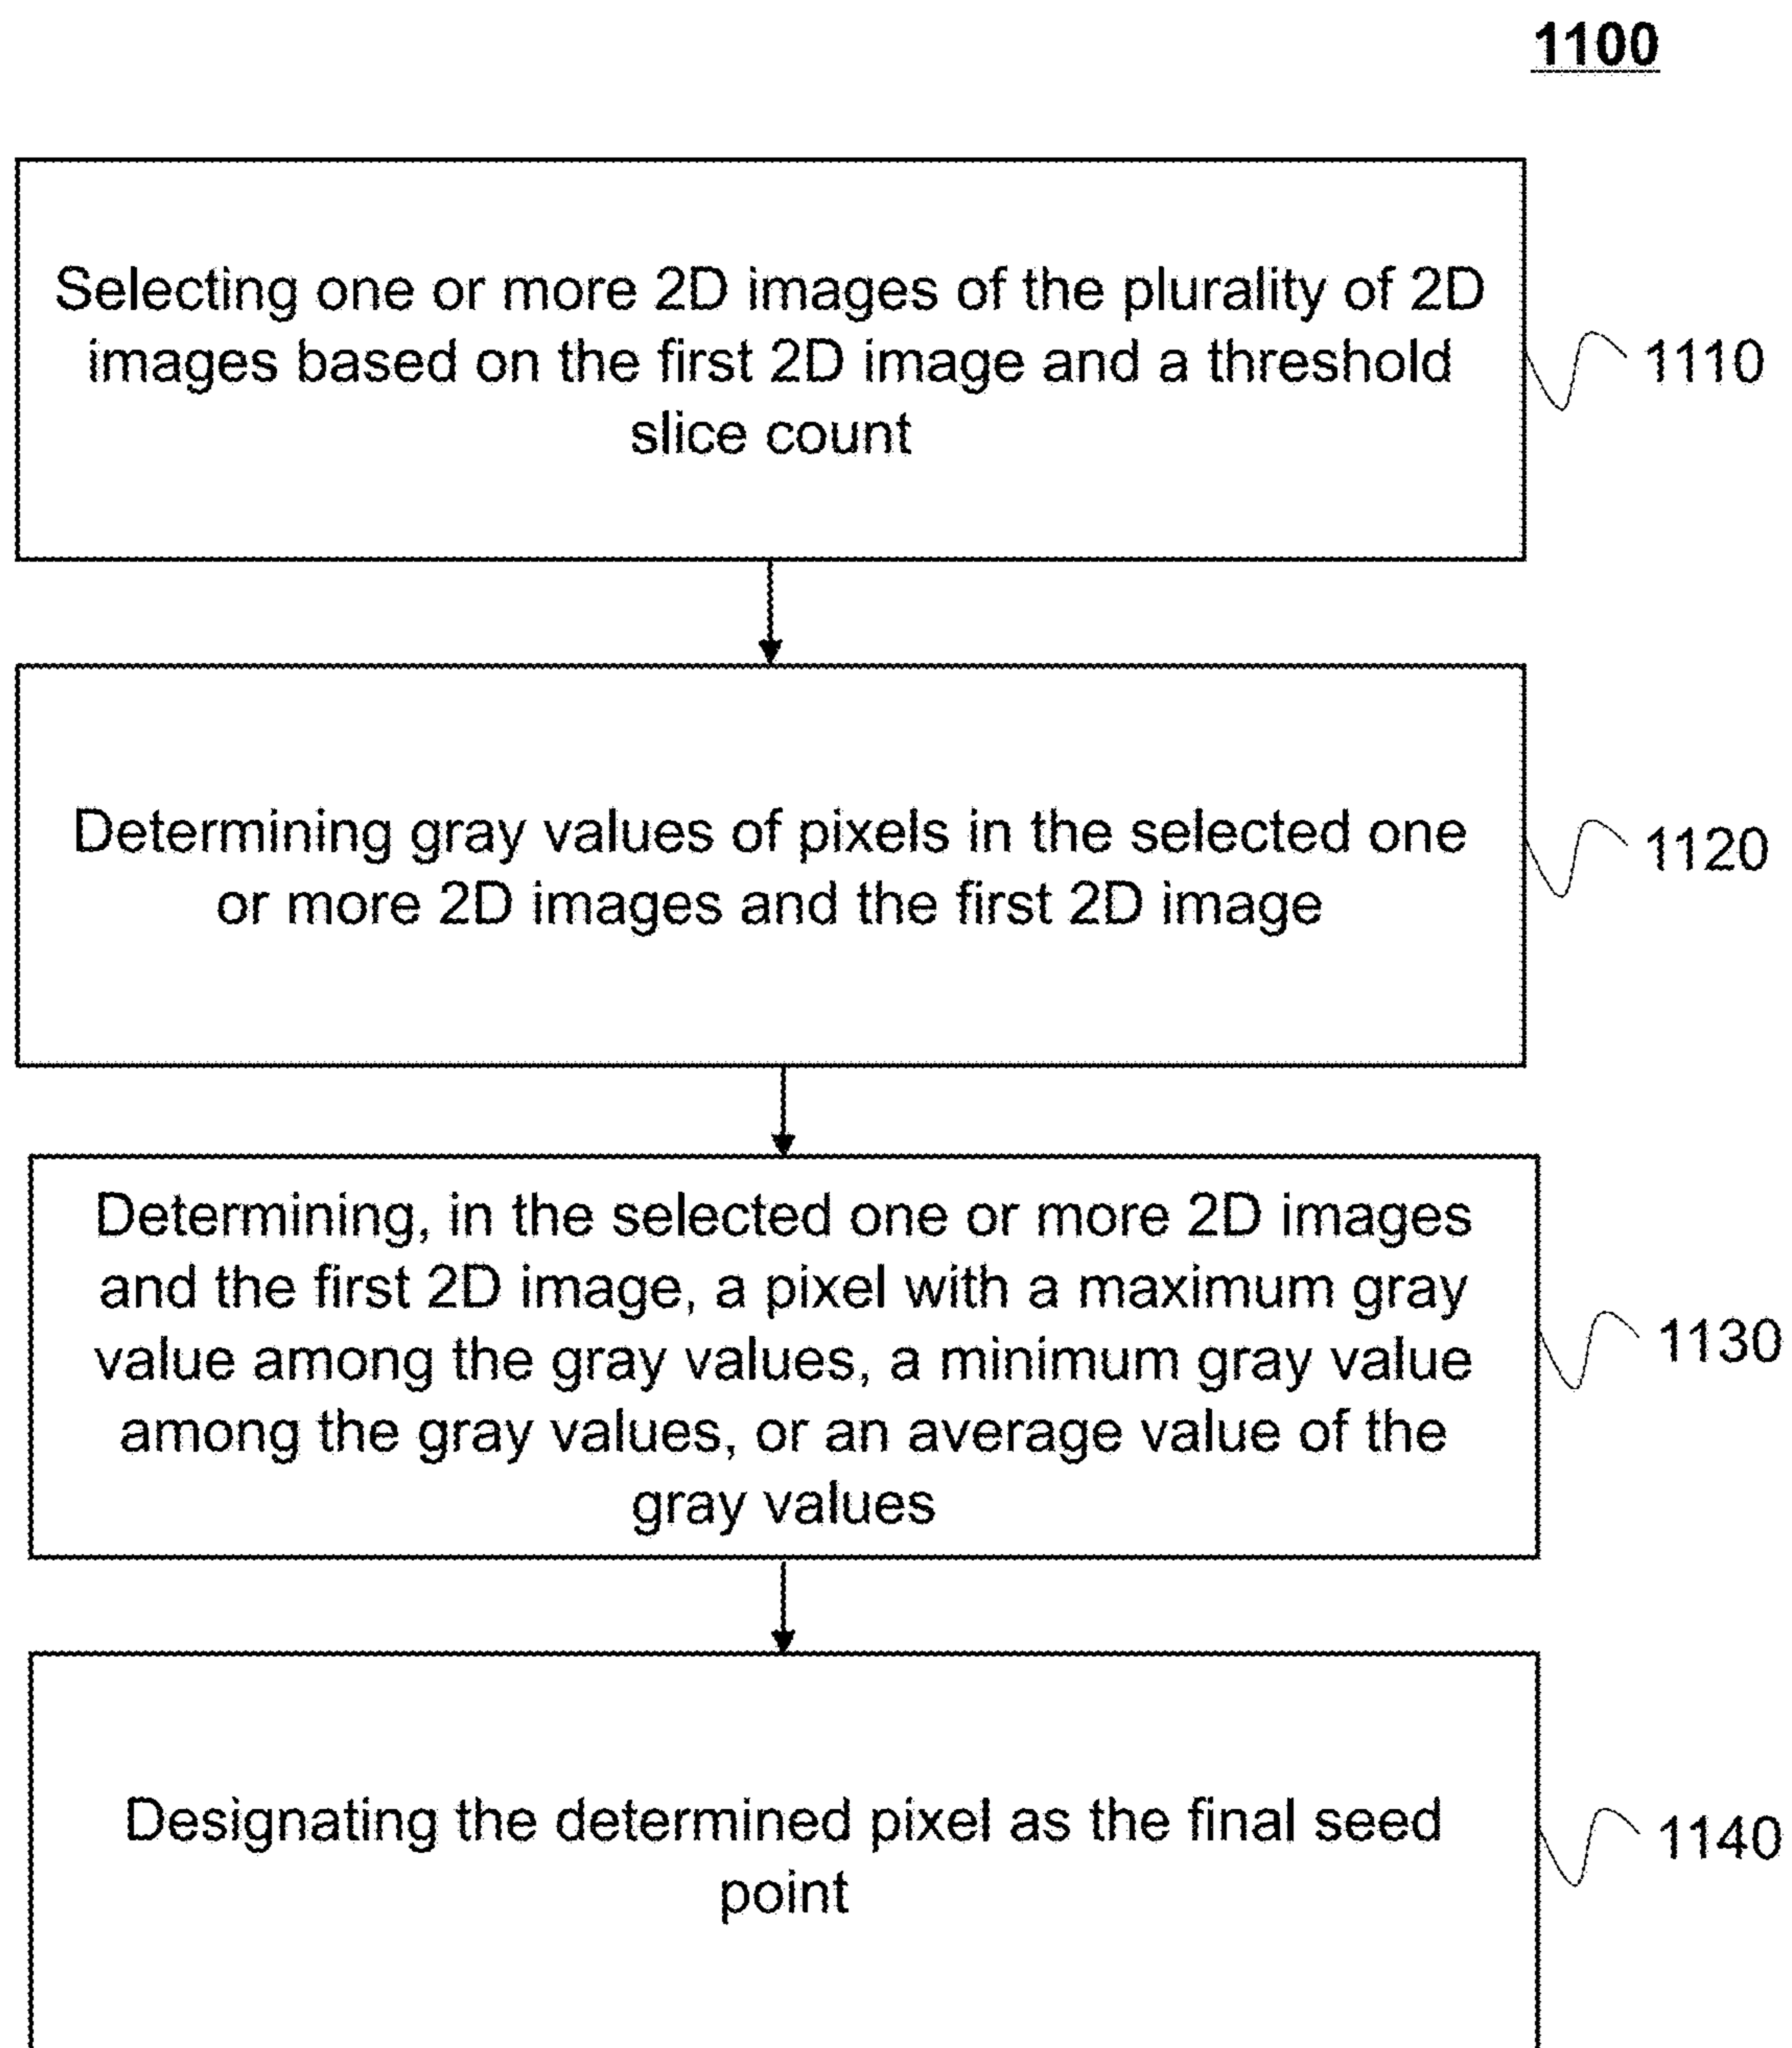 1100
Selecting one or more 2D images of the plurality of 2D
images based on the first 2D image and a threshold
slice count
1110
Determining gray values of pixels in the selected one
or more 2D images and the first 2D image
1120
Determining, in the selected one or more 2D images
and the first 2D image, a pixel with a maximum gray
value among the gray values, a minimum gray value
among the gray values, or an average value of the
gray values
1130
Designating the determined pixel as the final seed
point
1140